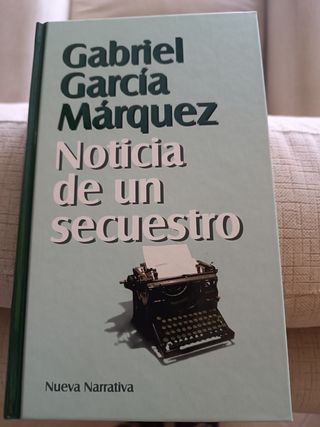 Gabriel
García
Márquez
Noticia
de un
secuestro
Nueva Narrativa